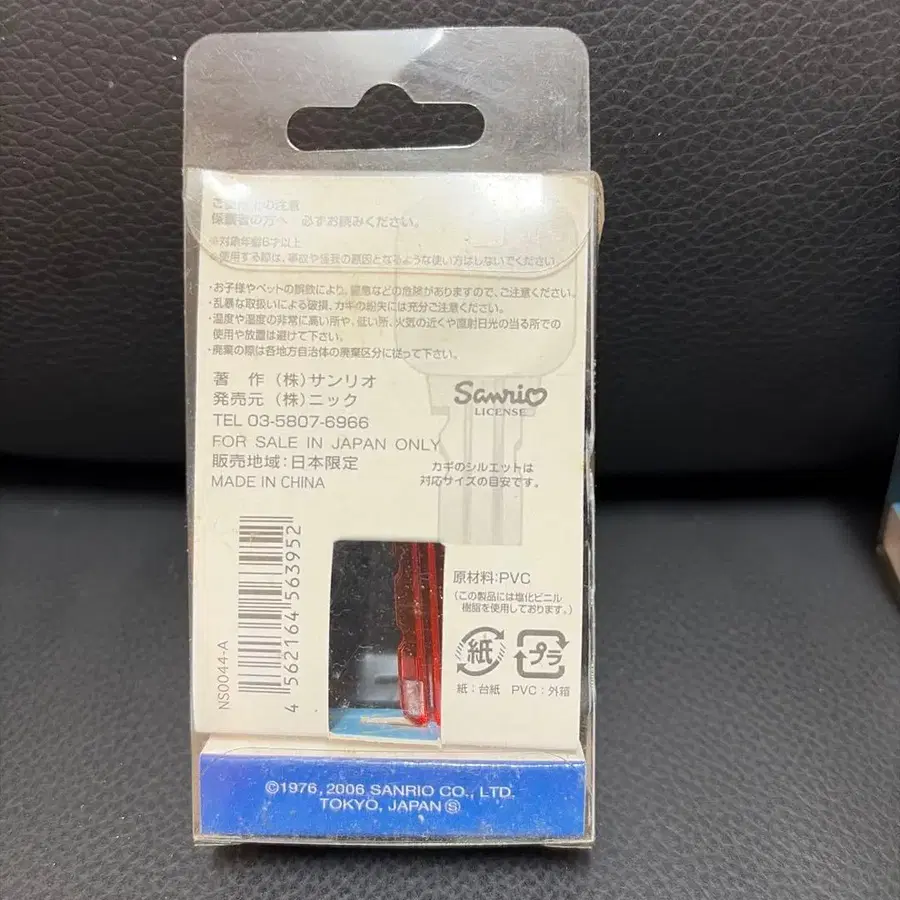 ご使用上の注意
保護者の方へ 必ずお読みください。
※対象年齢6才以上
※使用する際は、事故や怪我の原因となるような使い方はしないでください。
・お子様やペットの誤飲により、窒息などの危険がありますので、ご注意ください。
・乱暴な取扱いによる破損、カギの紛失には充分ご注意ください。
・温度や湿度の非常に高い所や、低い所、火気の近くや直射日光の当る所での
使用や放置は避けて下さい。
・廃棄の際は各地方自治体の廃棄区分に従って下さい。
著 作 (株)サンリオ
発売元 (株)ニック
TEL 03-5807-6966
FOR SALE IN JAPAN ONLY
販売地域:日本限定
MADE IN CHINA
Sanrio
LICENSE
カギのシルエットは
対応サイズの目安です。
4 562164 563952
NS0044-A
原材料:PVC
(この製品には塩化ビニル
樹脂を使用しております。)
紙
プラ
紙:台紙 PVC:外箱
©1976, 2006 SANRIO CO., LTD.
TOKYO, JAPAN Ⓢ